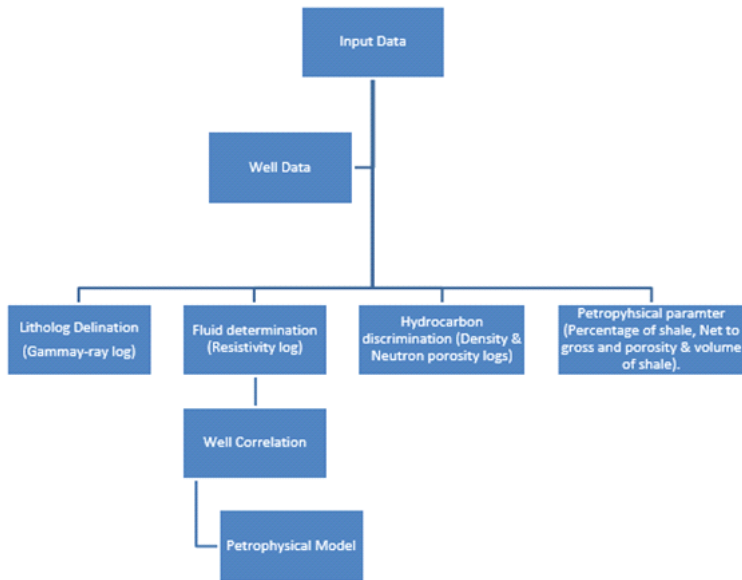 Input Data
Well Data
Litholog Delination
(Gammay-ray log)
Fluid determination
(Resistivity log)
Hydrocarbon
discrimination (Density &
Neutron porosity logs)
Petropyhsical paramter
(Percentage of shale, Net to
gross and porosity & volume
of shale).
Well Correlation
Petrophysical Model